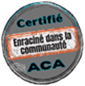 Certifié
Enraciné dans la
communauté
ACA